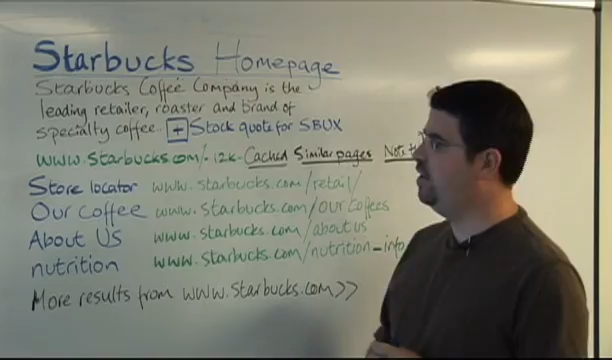 Starbucks Homepage
Starbucks Coffee Company is the
leading retailer, roaster and brand of
specialty coffee. + Stock quote for SBUX
www.starbucks.com/ - 12k - Cached Similar pages Note t
Store locator www.starbucks.com/retail/
Our coffee www.starbucks.com/ourcoffees
About Us www.starbucks.com/aboutus
nutrition www.starbucks.com/nutrition_info
More results from www.starbucks.com>>